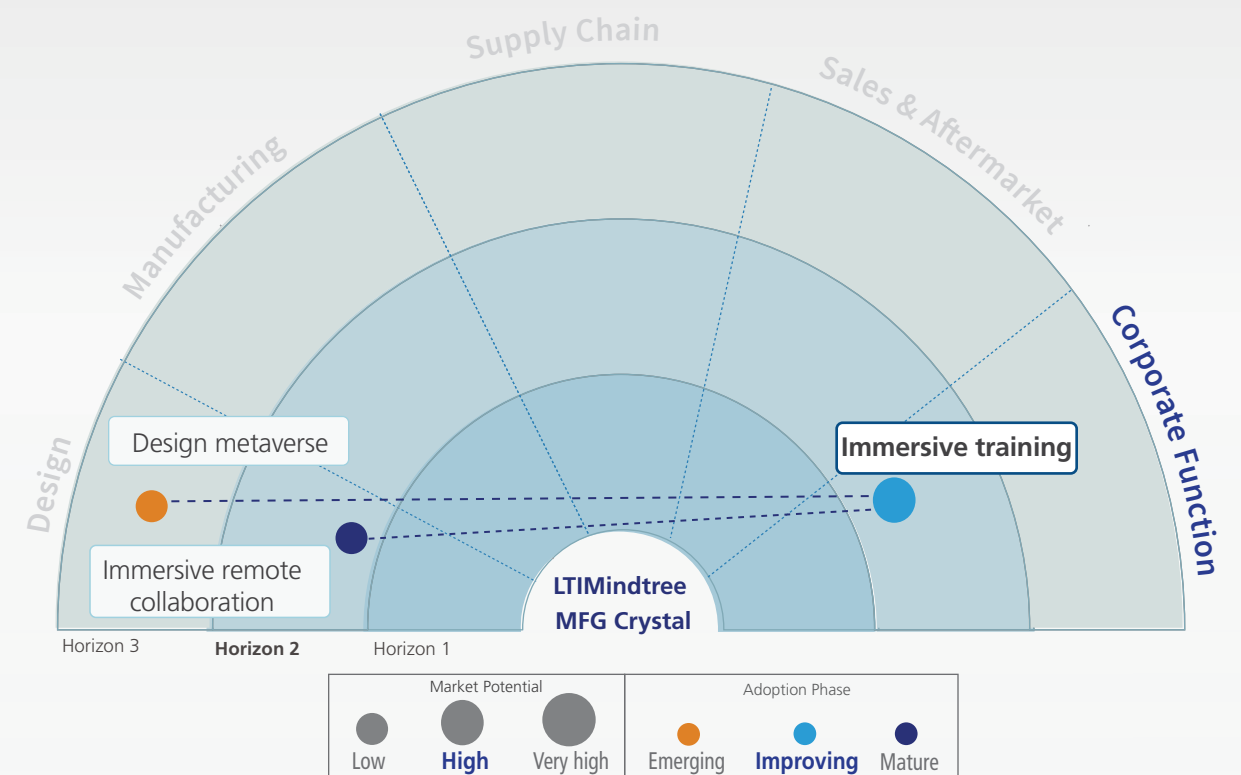 Supply Chain
Sales & Aftermarket
Manufacturing
Corporate Function
Design
Design metaverse
Immersive training
Immersive remote
collaboration
LTIMindtree
MFG Crystal
Horizon 3
Horizon 2
Horizon 1
Market Potential
Low
High
Very high
Adoption Phase
Emerging
Improving
Mature